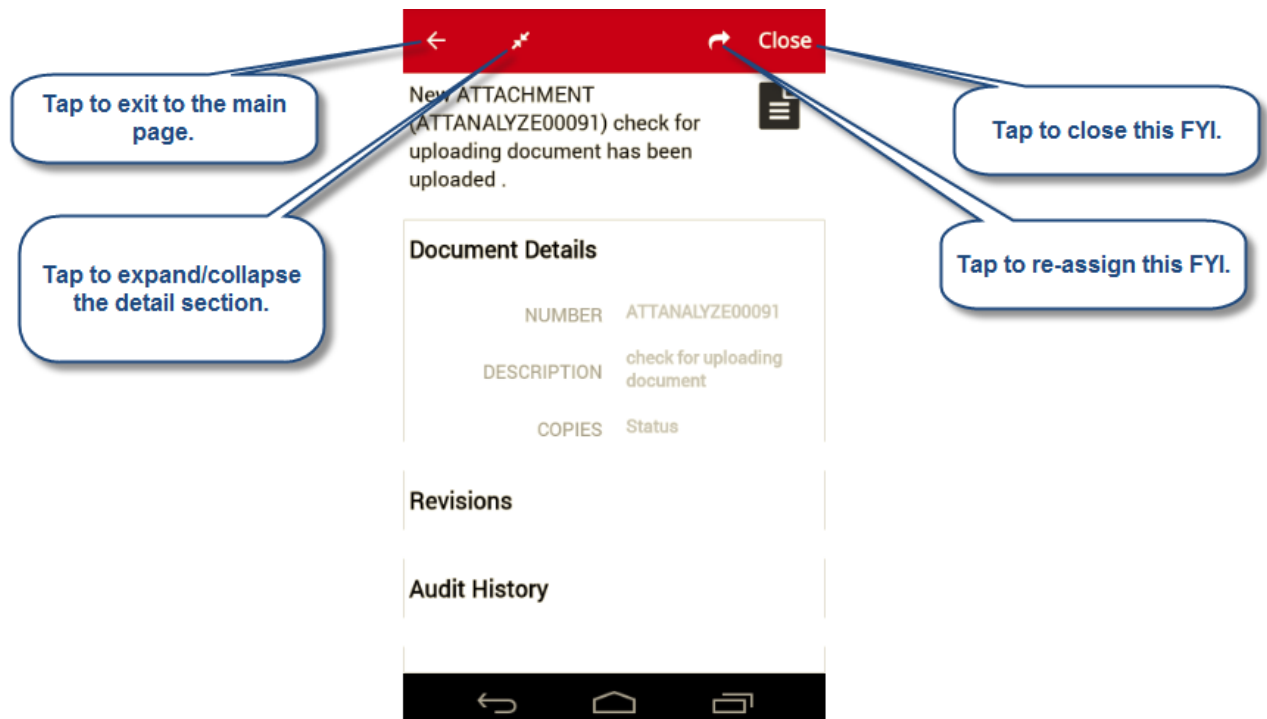 Close
Tap to exit to the main
page.
New ATTACHMENT
(ATTANALYZE00091) check for
uploading document has been
uploaded .
Tap to close this FYI.
Tap to expand/collapse
the detail section.
Tap to re-assign this FYI.
Document Details
NUMBER ATTANALYZE00091
DESCRIPTION check for uploading
document
COPIES Status
Revisions
Audit History